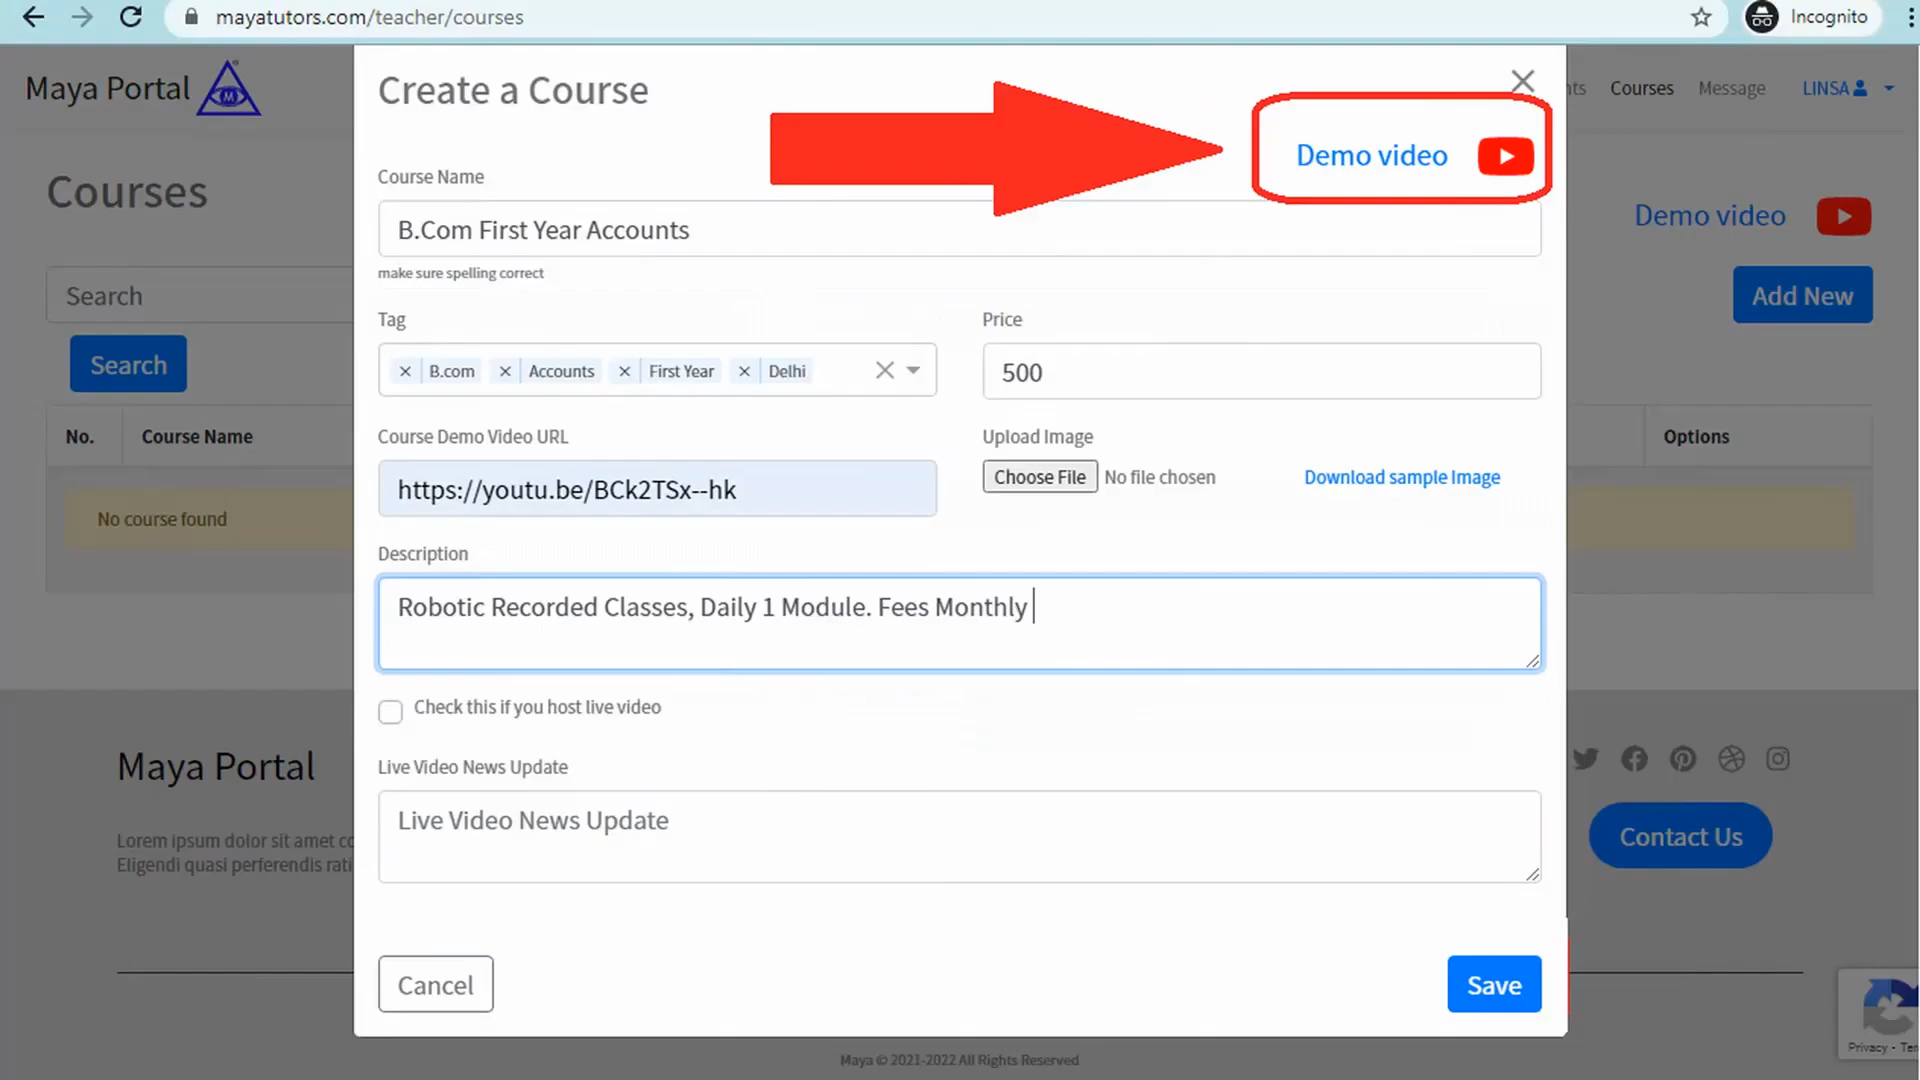 mayatutors.com/teacher/courses
Incognito
Maya Portal
M
Create a Course
Courses
Message
LINSA
Demo video
Course Name
Courses
B.Com First Year Accounts
Demo video
make sure spelling correct
Search
Add New
Tag
Price
Search
× B.com × Accounts × First Year × Delhi
500
No.
Course Name
Course Demo Video URL
Upload Image
Options
https://youtu.be/BCk2TSx--hk
Choose File No file chosen
Download sample Image
No course found
Description
Robotic Recorded Classes, Daily 1 Module. Fees Monthly
Check this if you host live video
Maya Portal
Live Video News Update
Live Video News Update
Lorem ipsum dolor sit amet
Eligendi quasi perferendis
Contact Us
Cancel
Save
Privacy
Maya © 2021-2022 All Rights Reserved